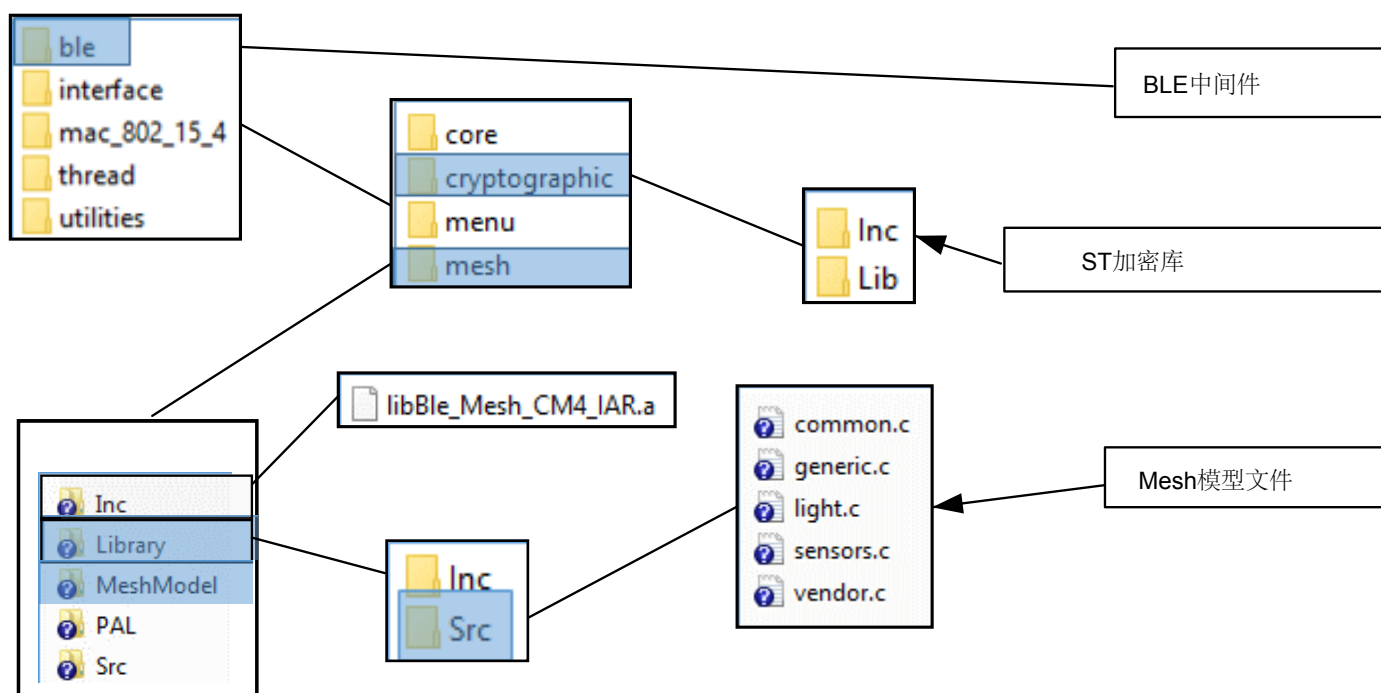 ble
interface
mac_802_15_4
thread
utilities
BLE中间件
core
cryptographic
menu
mesh
Inc
Lib
ST加密库
libBle_Mesh_CM4_IAR.a
Inc
Library
MeshModel
PAL
Src
Inc
Src
common.c
generic.c
light.c
sensors.c
vendor.c
Mesh模型文件